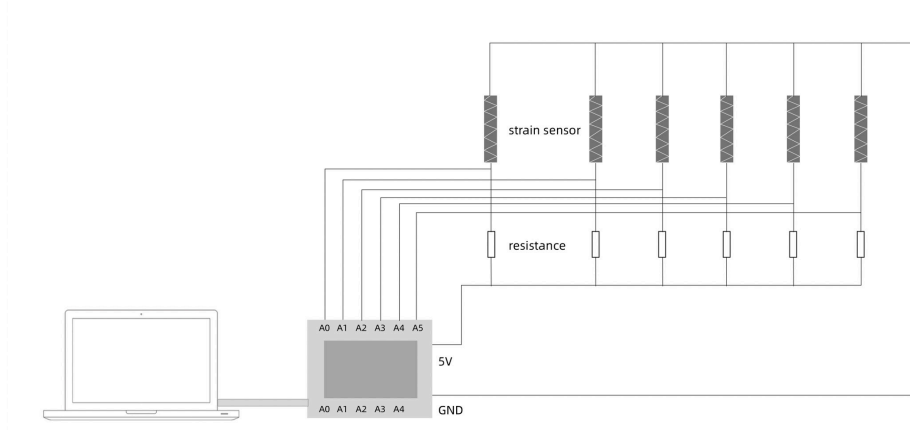 strain sensor
resistance
A0 A1 A2 A3 A4 A5
5V
A0 A1 A2 A3 A4
GND